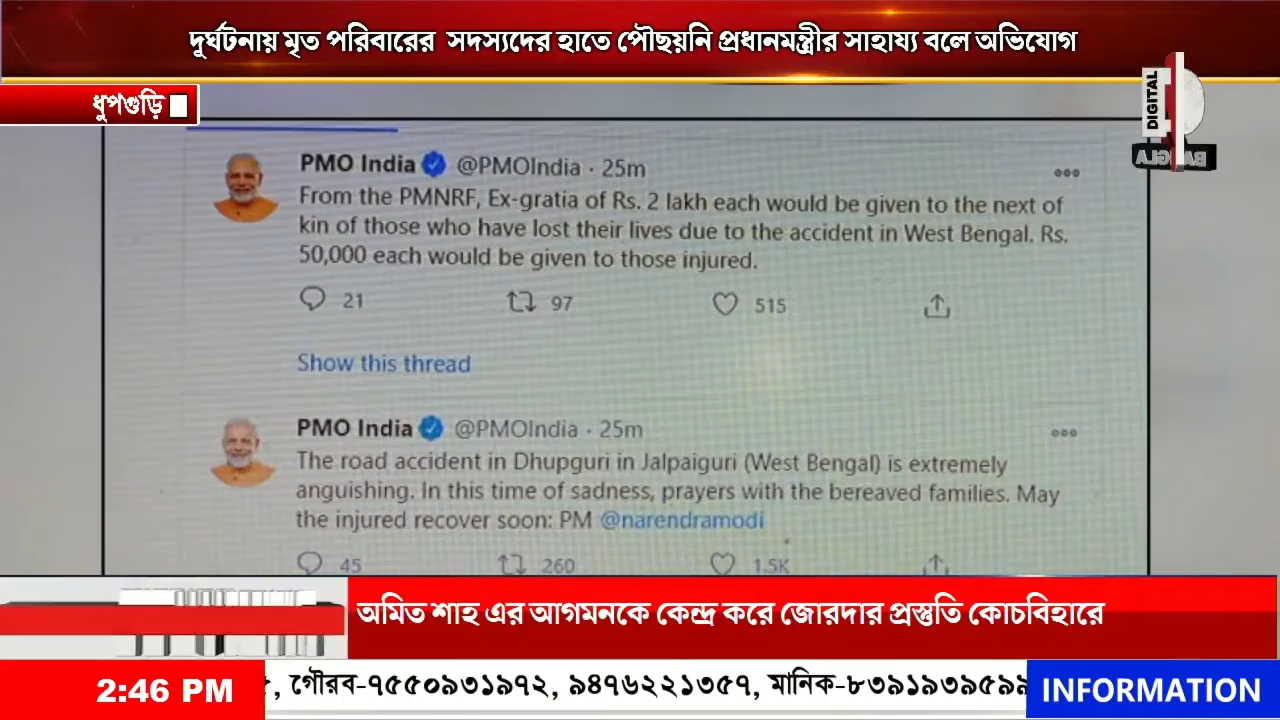 দুর্ঘটনায় মৃত পরিবারের সদস্যদের হাতে পৌছয়নি প্রধানমন্ত্রীর সাহায্য বলে অভিযোগ
ধুপগুড়ি
DIGITAL
BANGLA
PMO India @PMOIndia · 25m
From the PMNRF, Ex-gratia of Rs. 2 lakh each would be given to the next of
kin of those who have lost their lives due to the accident in West Bengal. Rs.
50,000 each would be given to those injured.
21 97 515
Show this thread
PMO India @PMOIndia · 25m
The road accident in Dhupguri in Jalpaiguri (West Bengal) is extremely
anguishing. In this time of sadness, prayers with the bereaved families. May
the injured recover soon: PM @narendramodi
45 260 1.5K
অমিত শাহ এর আগমনকে কেন্দ্র করে জোরদার প্রস্তুতি কোচবিহারে
2:46 PM , গৌরব-৭৫৫০৯৩১৯৭২, ৯৪৭৬২২১৩৫৭, মানিক-৮৩৯১৯৩৯৫৯৯ INFORMATION